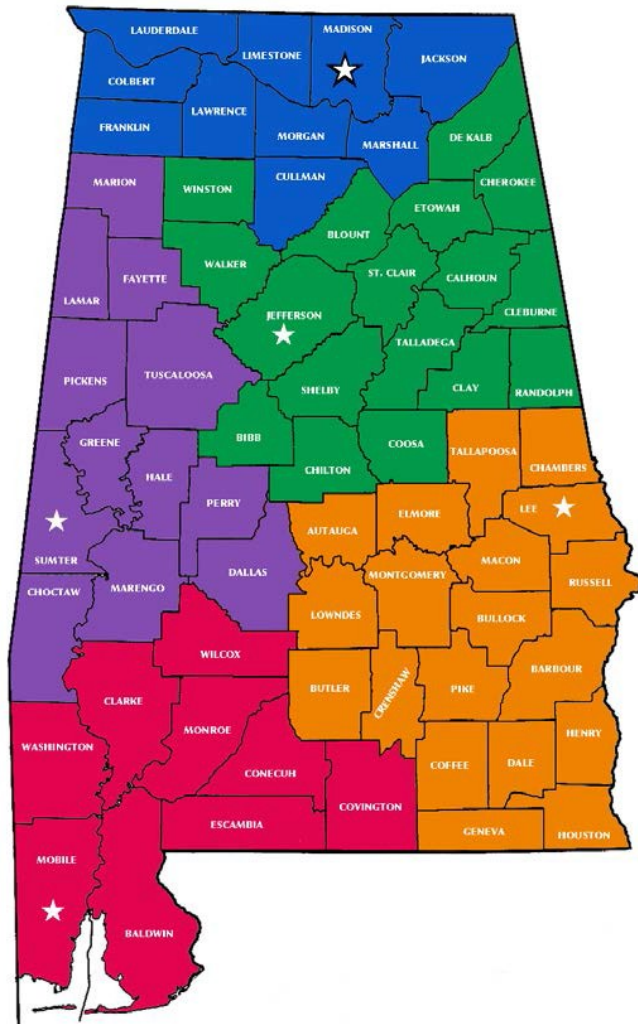 LAUDERDALE
LIMESTONE
MADISON
JACKSON
COLBERT
LAWRENCE
FRANKLIN
MORGAN
MARSHALL
DE KALB
MARION
WINSTON
CULLMAN
CHEROKEE
ETOWAH
BLOUNT
WALKER
ST. CLAIR
CALHOUN
FAYETTE
LAMAR
JEFFERSON
CLEBURNE
TALLADEGA
PICKENS
TUSCALOOSA
SHELBY
CLAY
RANDOLPH
GREENE
BIBB
COOSA
TALLAPOOSA
CHAMBERS
HALE
CHILTON
PERRY
LEE
ELMORE
AUTAUGA
SUMTER
MACON
DALLAS
MONTGOMERY
RUSSELL
CHOCTAW
MARENGO
LOWNDES
BULLOCK
WILCOX
BARBOUR
CLARKE
BUTLER
CRENSHAW
PIKE
MONROE
HENRY
WASHINGTON
CONECUH
COFFEE
DALE
COVINGTON
ESCAMBIA
GENEVA
HOUSTON
MOBILE
BALDWIN